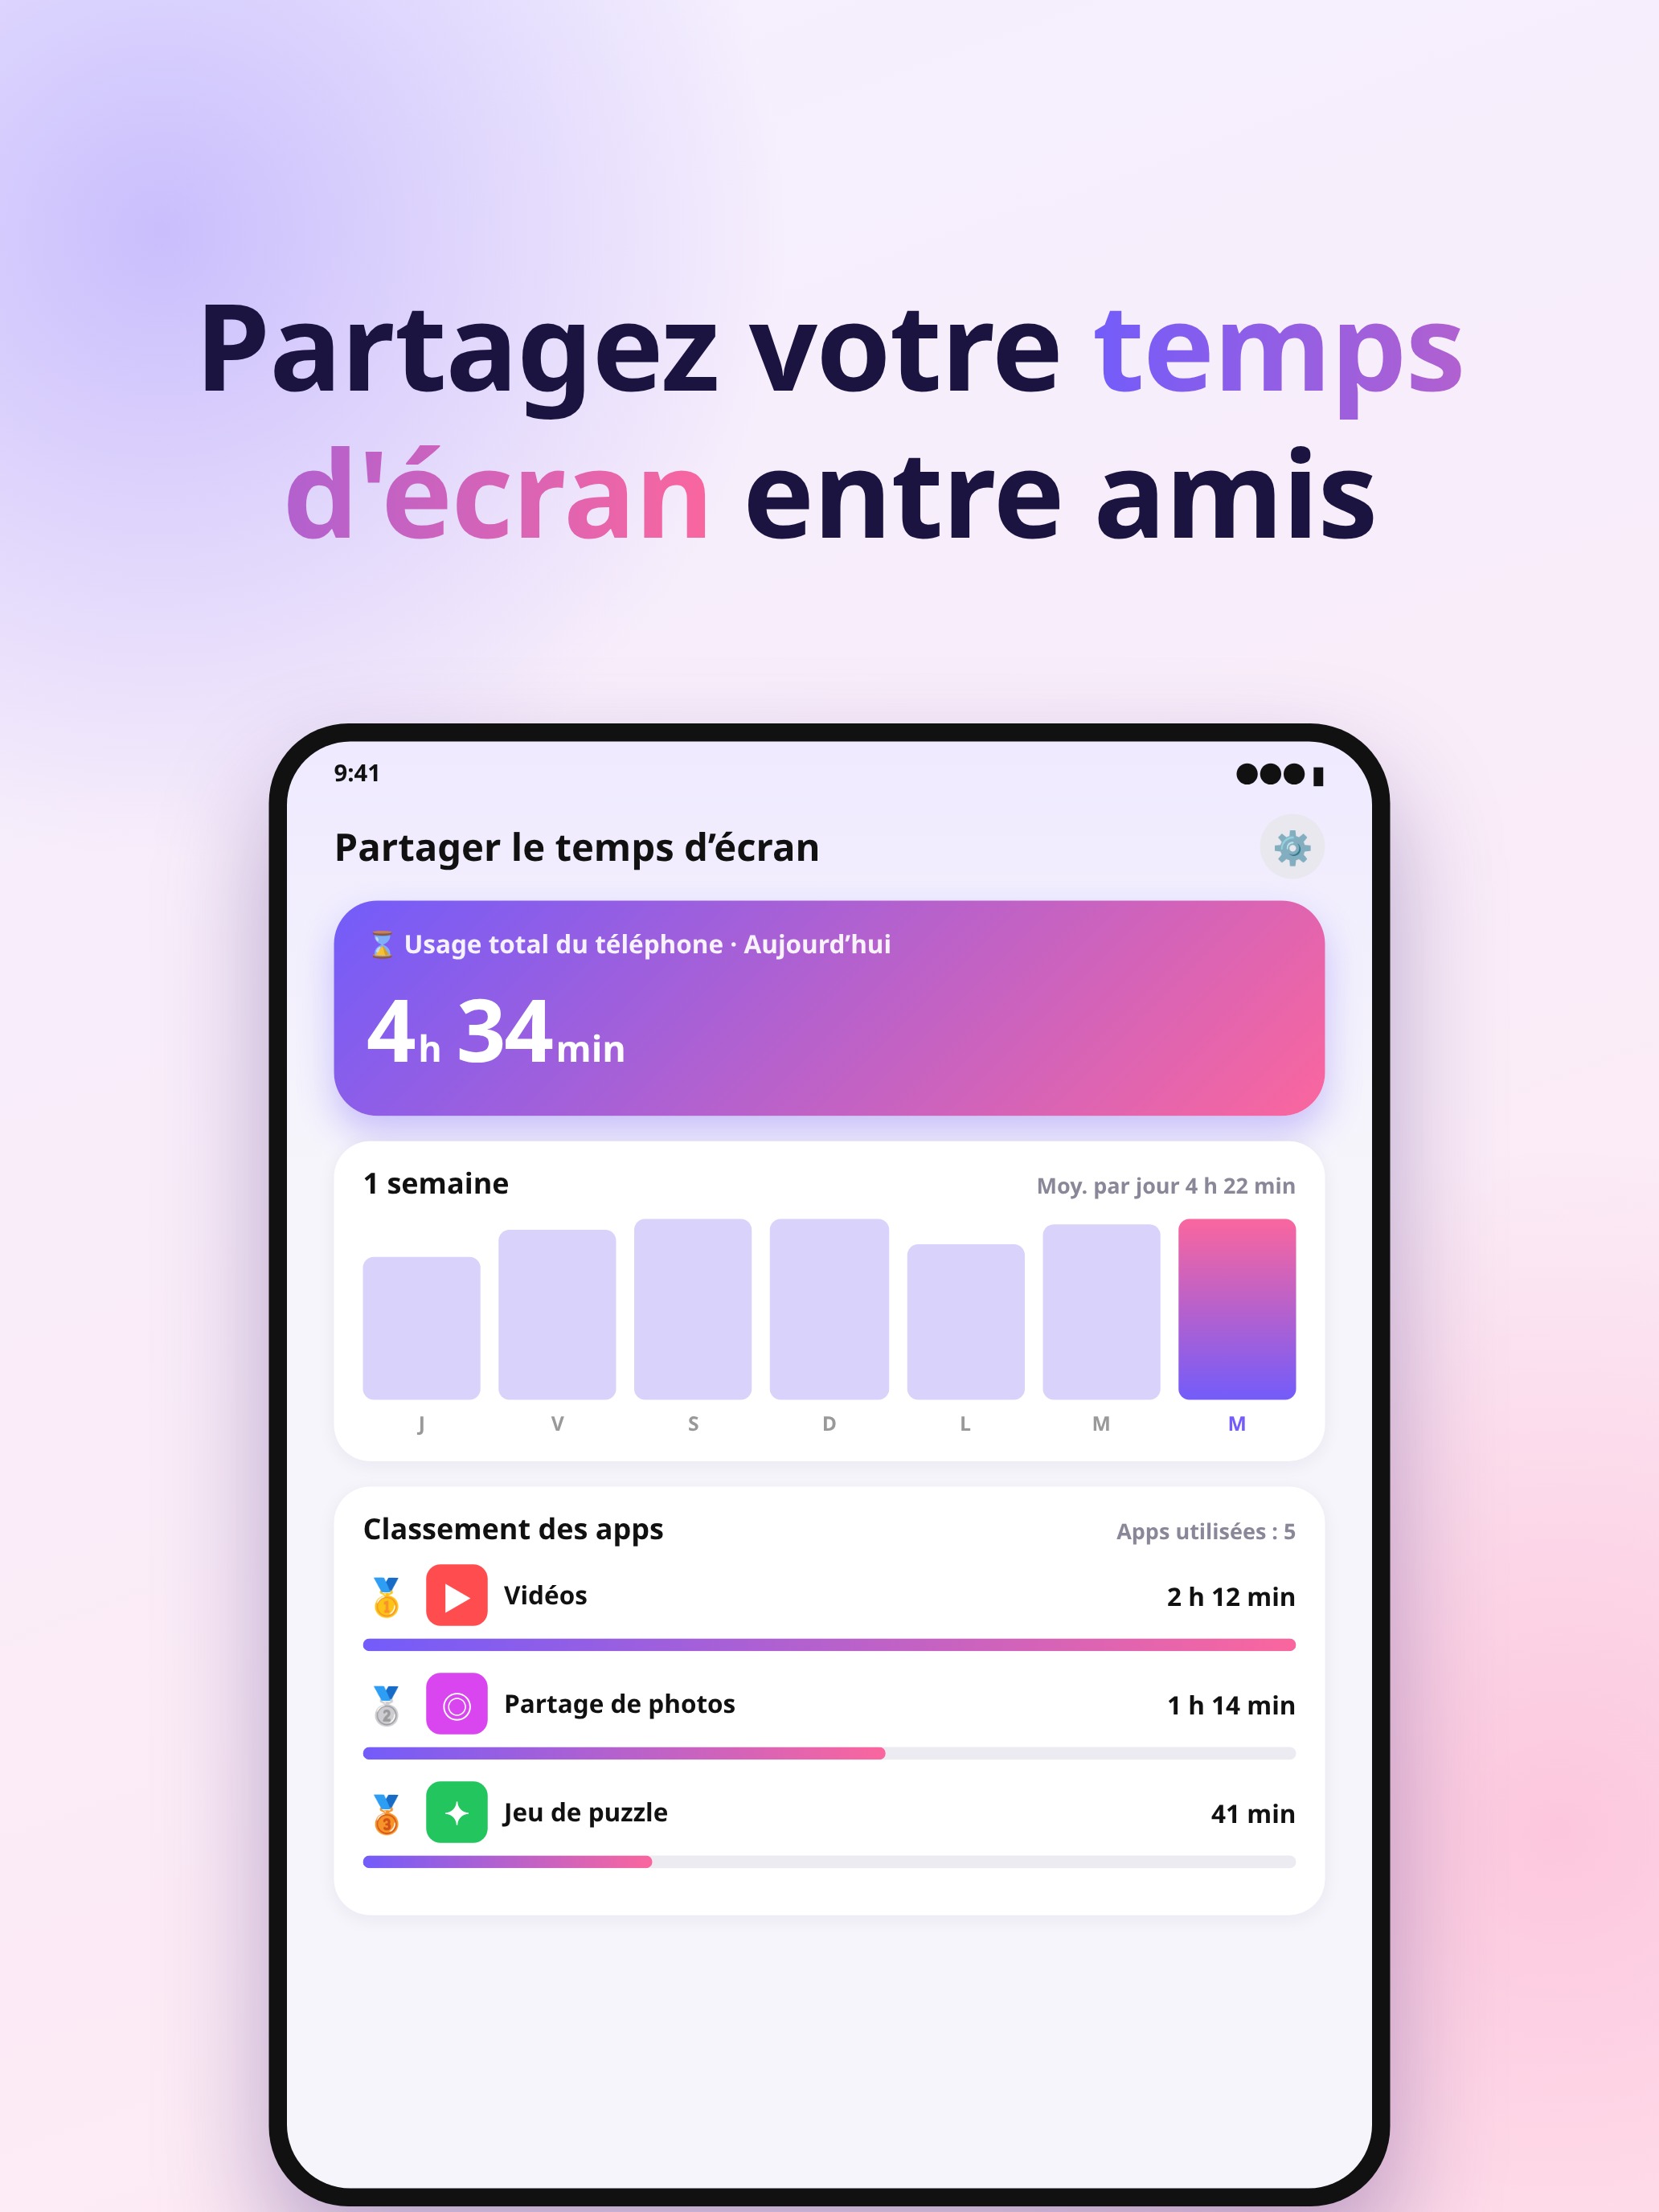 Partagez votre temps
d'écran entre amis
9:41
Partager le temps d’écran
⌛ Usage total du téléphone · Aujourd’hui
4h 34min
1 semaine
Moy. par jour 4 h 22 min
J V S D L M M
Classement des apps
Apps utilisées : 5
🥇 Vidéos 2 h 12 min
🥈 Partage de photos 1 h 14 min
🥉 Jeu de puzzle 41 min